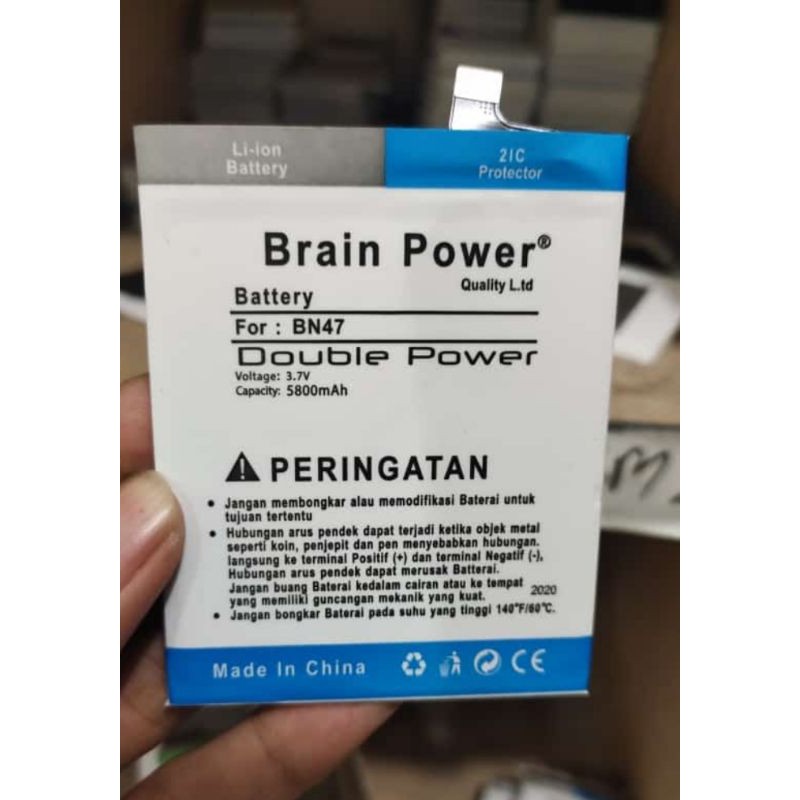 Li-ion
Battery
2IC
Protector
Brain Power®
Quality L.td
Battery
For : BN47
Double Power
Voltage: 3.7V
Capacity: 5800mAh
PERINGATAN
• Jangan membongkar alau memodifikasi Baterai untuk
tujuan tertentu
• Hubungan arus pendek dapat terjadi ketika objek metal
seperti koin, penjepit dan pen menyebabkan hubungan.
langsung ke terminal Positif (+) dan terminal Negatif (-),
Hubungan arus pendek dapat merusak Batterai.
Jangan buang Baterai kedalam cairan atau ke tempat
yang memiliki guncangan mekanik yang kuat.
2020
• Jangan bongkar Baterai pada suhu yang tinggi 140°F/60°C.
Made In China
CE